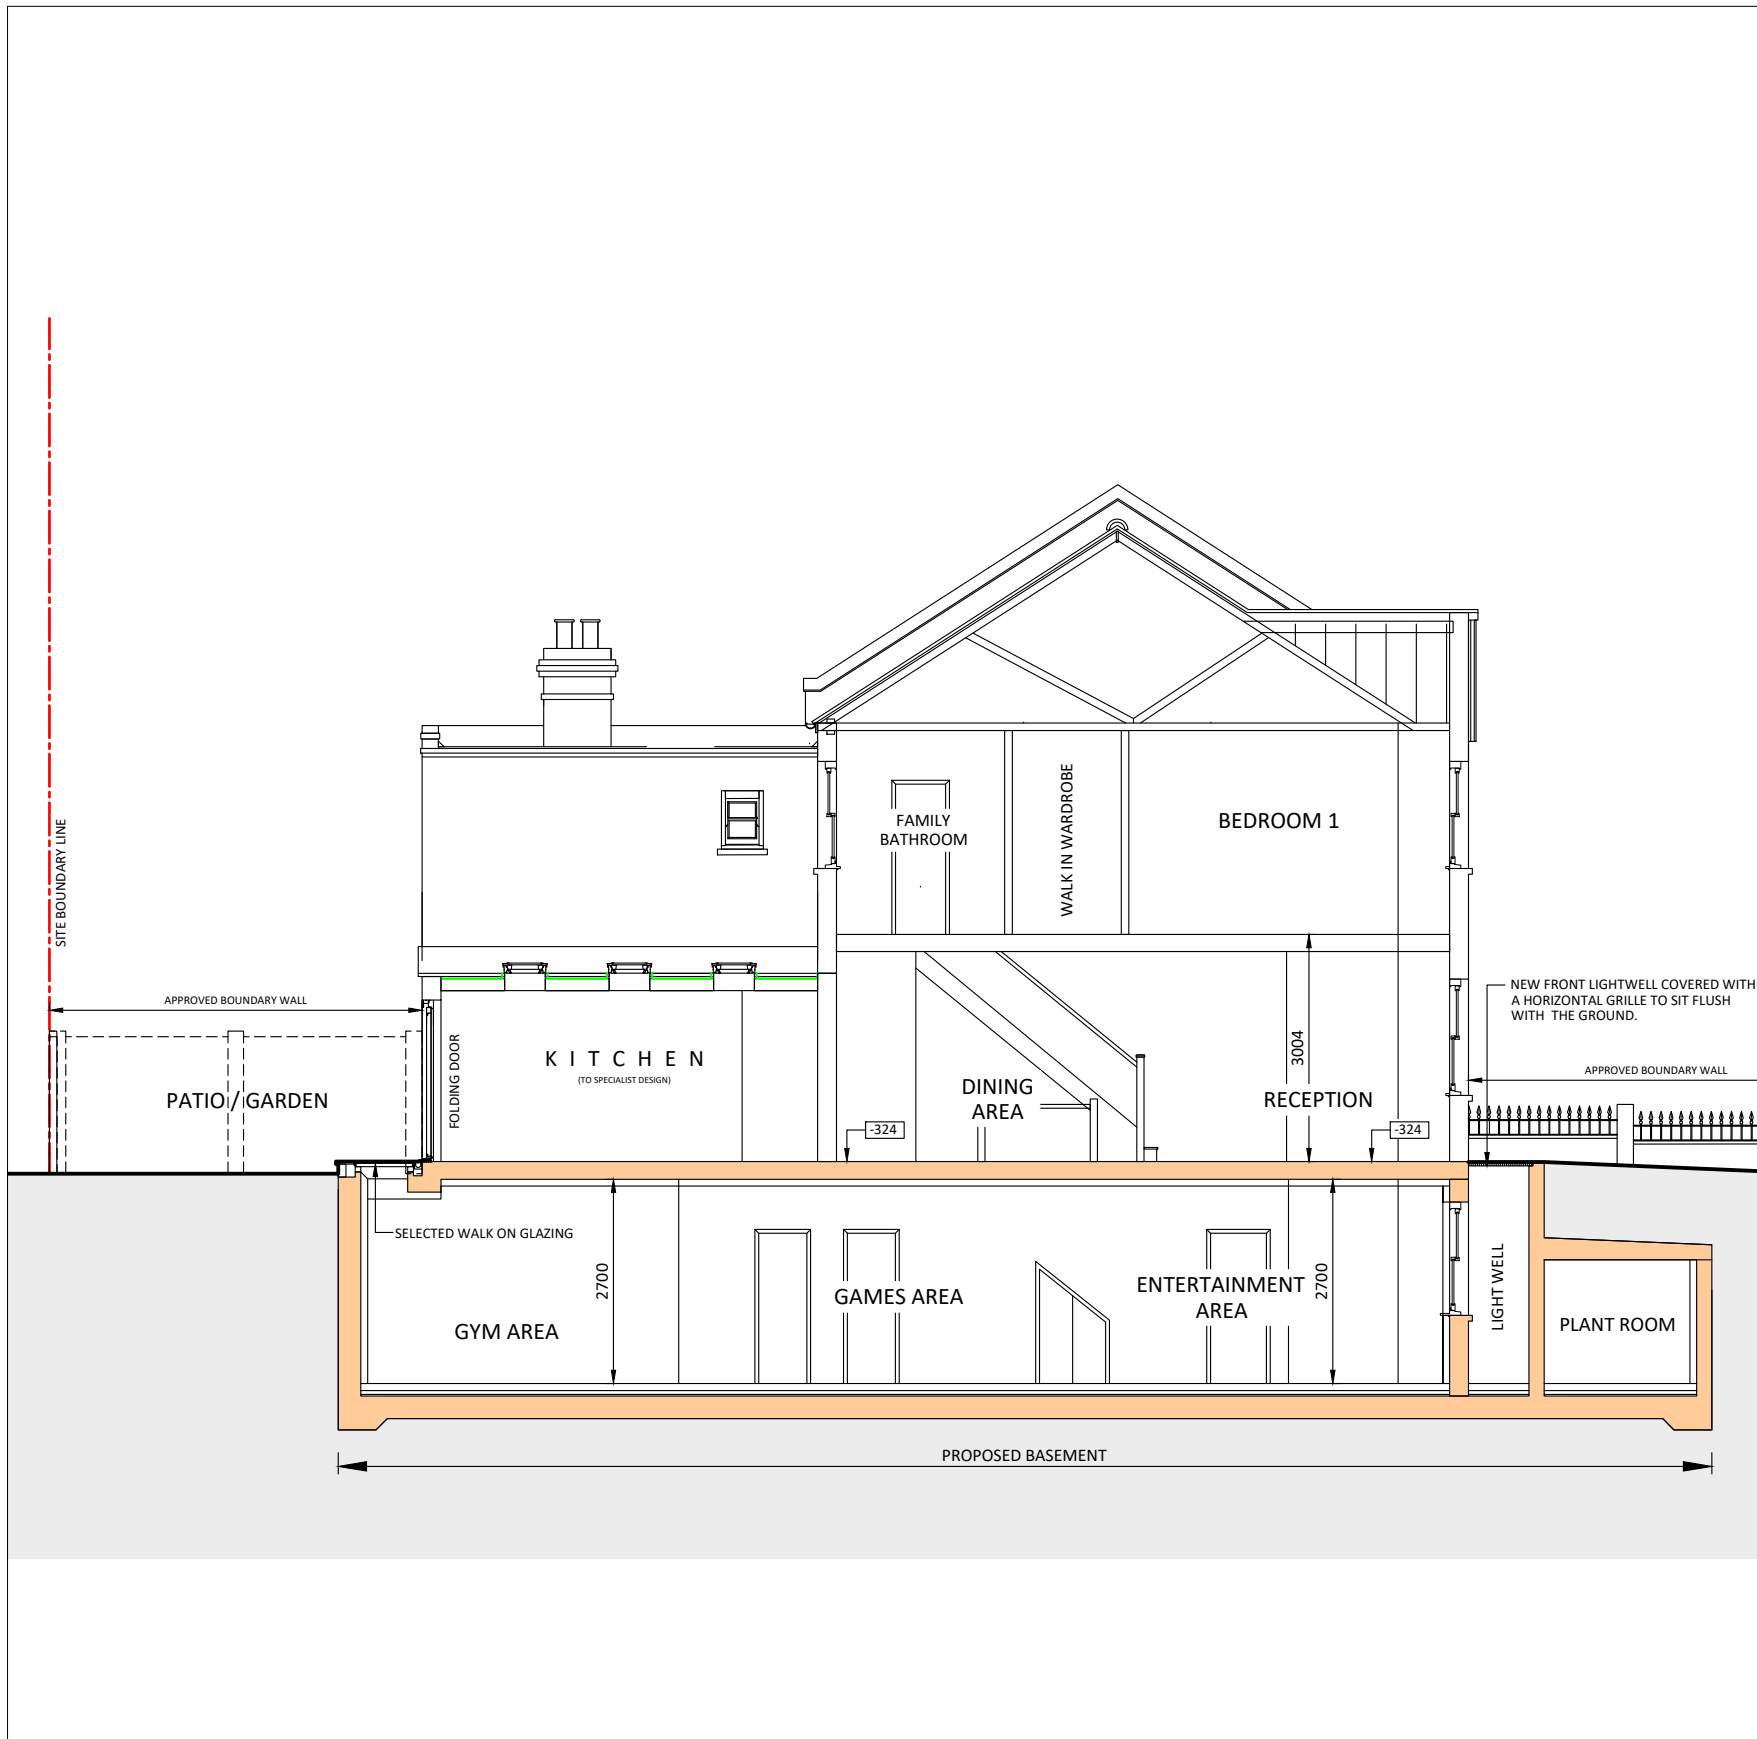 FAMILY
BATHROOM
WALK IN WARDROBE
BEDROOM 1
SITE BOUNDARY LINE
APPROVED BOUNDARY WALL
NEW FRONT LIGHTWELL COVERED WITH
A HORIZONTAL GRILLE TO SIT FLUSH
WITH THE GROUND.
FOLDING DOOR
KITCHEN
(TO SPECIALIST DESIGN)
3004
APPROVED BOUNDARY WALL
PATIO / GARDEN
DINING
AREA
RECEPTION
-324
-324
SELECTED WALK ON GLAZING
2700
GAMES AREA
ENTERTAINMENT
AREA
2700
LIGHT WELL
GYM AREA
PLANT ROOM
PROPOSED BASEMENT